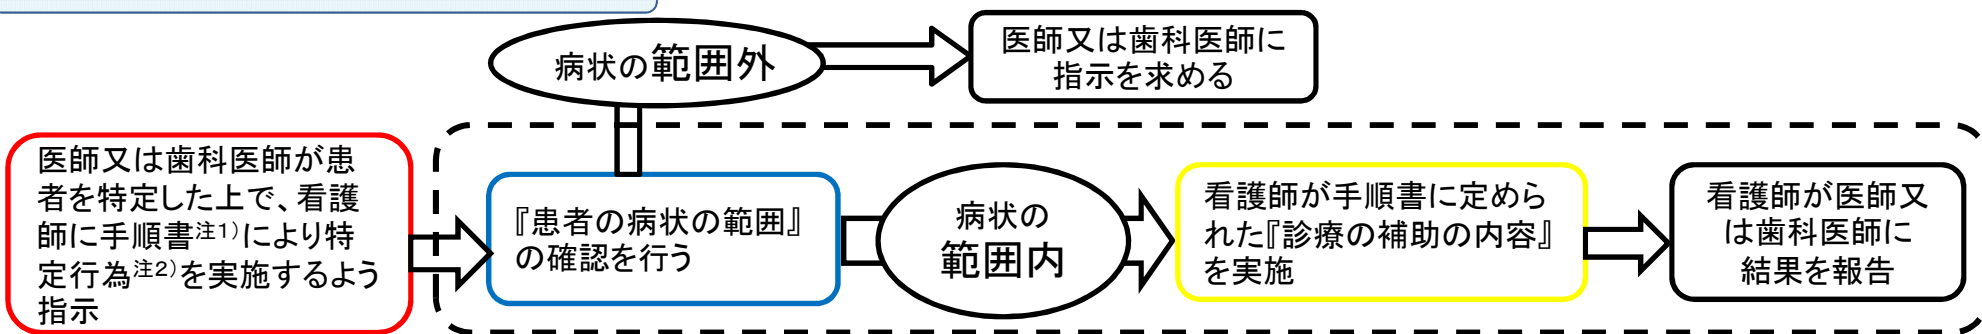 病状の範囲外
医師又は歯科医師に
指示を求める
医師又は歯科医師が患
者を特定した上で、看護
師に手順書注1)により特
定行為注2)を実施するよう
指示
『患者の病状の範囲』
の確認を行う
病状の
範囲内
看護師が手順書に定めら
れた『診療の補助の内容』
を実施
看護師が医師又
は歯科医師に
結果を報告